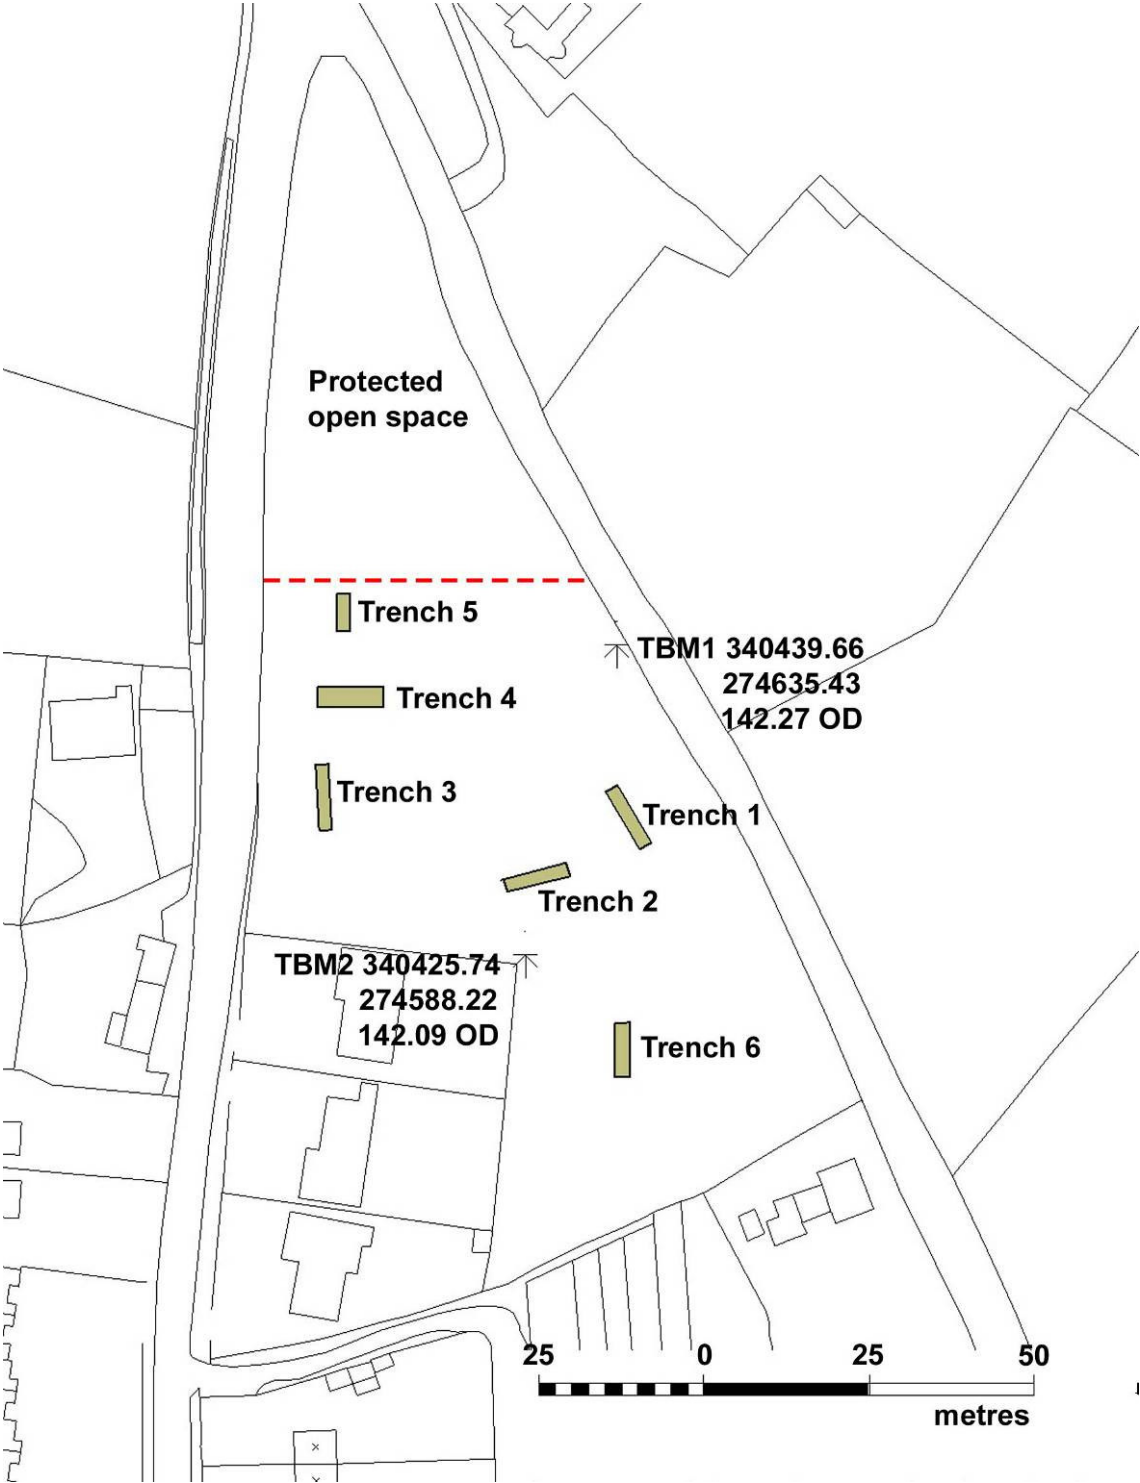 Protected
open space
Trench 5
TBM1 340439.66
274635.43
142.27 OD
Trench 4
Trench 3
Trench 1
Trench 2
TBM2 340425.74
274588.22
142.09 OD
Trench 6
25 0 25 50
metres